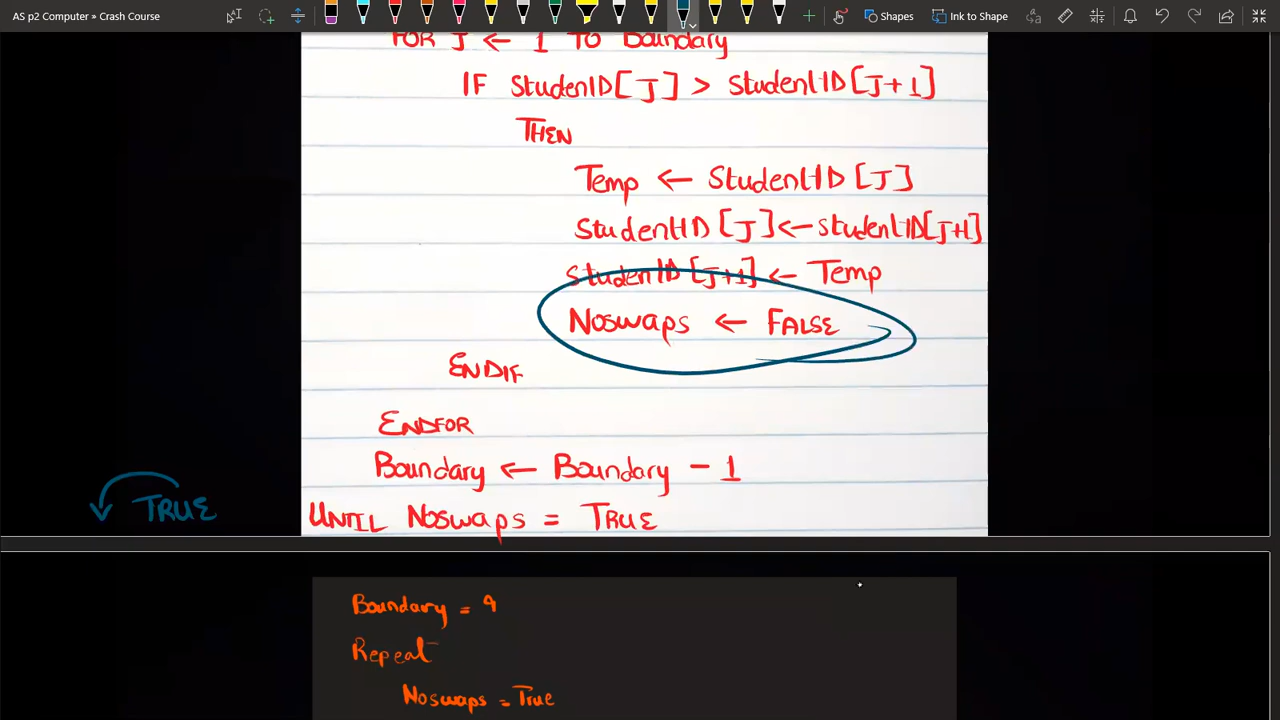 AS p2 Computer » Crash Course
Shapes
Ink to Shape
FOR J ← 1 TO Boundary
IF StudenID[J] > StudentID[J+1]
THEN
Temp ← StudentID[J]
StudentID[J] ← StudentID[J+1]
StudenID[J+1] ← Temp
Noswaps ← FALSE
ENDIF
ENDFOR
Boundary ← Boundary - 1
UNTIL Noswaps = TRUE
TRUE
Boundary = 9
Repeat
Noswaps = True